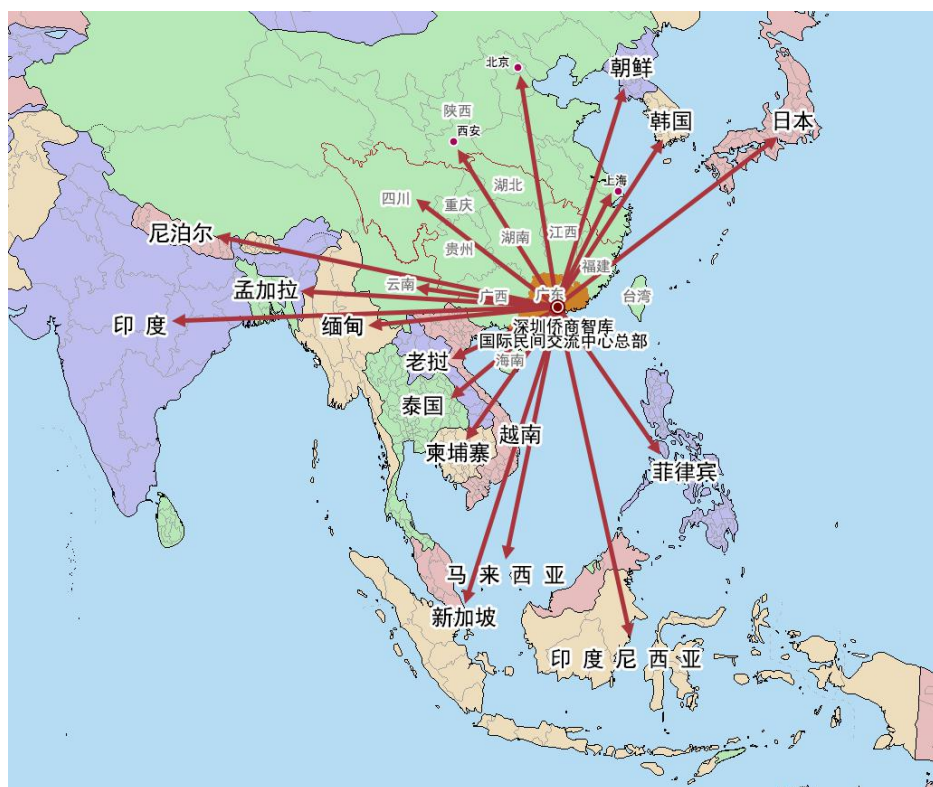 北京
朝鲜
陕西
韩国
日本
西安
上海
湖北
四川
重庆
尼泊尔
湖南
江西
贵州
福建
云南
孟加拉
广西
广东
台湾
印 度
缅甸
深圳侨商智库
国际民间交流中心总部
老挝
海南
泰国
越南
柬埔寨
菲律宾
马 来 西 亚
新加坡
印 度 尼 西 亚